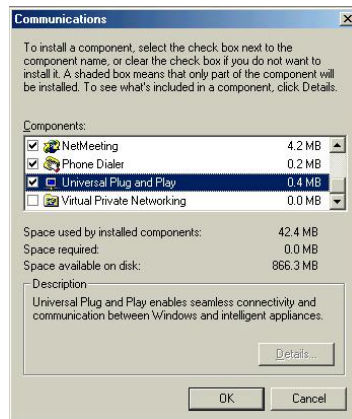 Communications
To install a component, select the check box next to the
component name, or clear the check box if you do not want to
install it. A shaded box means that only part of the component will
be installed. To see what's included in a component, click Details.
Components:
NetMeeting 4.2 MB
Phone Dialer 0.2 MB
Universal Plug and Play 0.4 MB
Virtual Private Networking 0.0 MB
Space used by installed components: 42.4 MB
Space required: 0.0 MB
Space available on disk: 866.3 MB
Description
Universal Plug and Play enables seamless connectivity and
communication between Windows and intelligent appliances.
Details...
OK Cancel